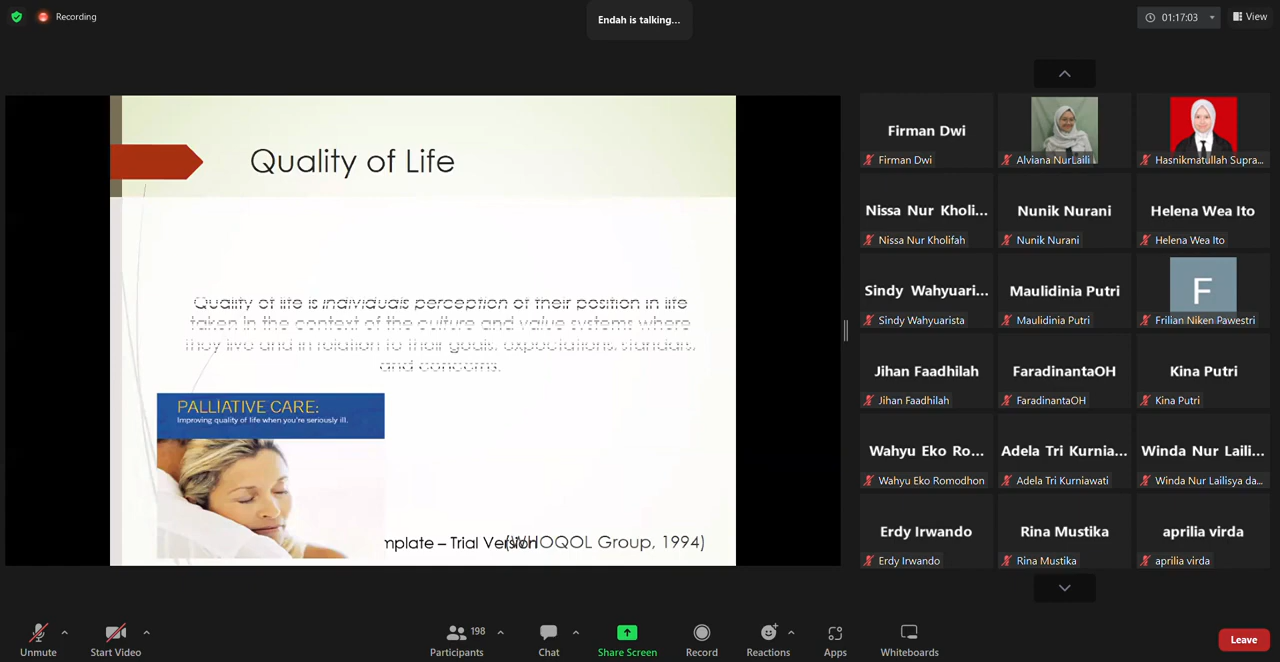 Recording
Endah is talking...
01:17:03
View
Quality of Life
Quality of life is individuals perception of their position in life
taken in the context of the culture and value systems where
they live and in relation to their goals, expectations, standars,
and concerns.
PALLIATIVE CARE:
Improving quality of life when you're seriously ill.
mplate – Trial Version
(WHOQOL Group, 1994)
Firman Dwi
Firman Dwi
Alviana NurLaili
Hasnikmatullah Supra...
Nissa Nur Kholi...
Nissa Nur Kholifah
Nunik Nurani
Nunik Nurani
Helena Wea Ito
Helena Wea Ito
Sindy Wahyuari...
Sindy Wahyuarista
Maulidinia Putri
Maulidinia Putri
F
Frilian Niken Pawestri
Jihan Faadhilah
Jihan Faadhilah
FaradinantaOH
FaradinantaOH
Kina Putri
Kina Putri
Wahyu Eko Ro...
Wahyu Eko Romodhon
Adela Tri Kurnia...
Adela Tri Kurniawati
Winda Nur Laili...
Winda Nur Lailisya da...
Erdy Irwando
Erdy Irwando
Rina Mustika
Rina Mustika
aprilia virda
aprilia virda
Unmute
Start Video
198
Participants
Chat
Share Screen
Record
Reactions
Apps
Whiteboards
Leave